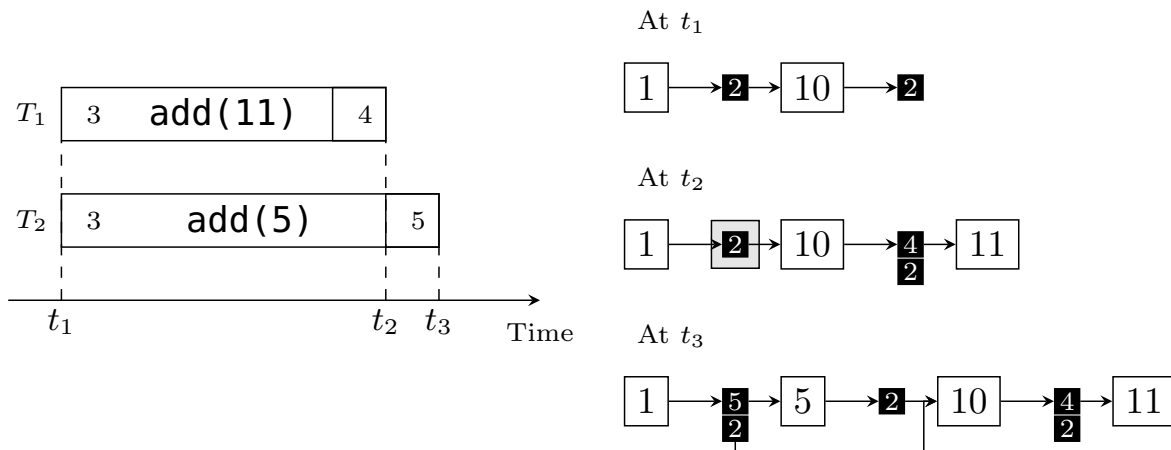 T₁ 3 add(11) 4
T₂ 3 add(5) 5
t₁ t₂ t₃
Time
At t₁
1 2 10 2
At t₂
1 2 10 4 11
2
At t₃
1 5 5 2 10 4 11
2 2